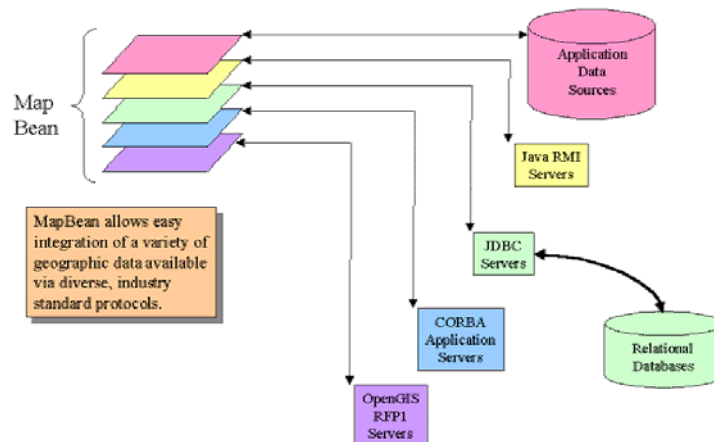 Map
Bean
Application
Data
Sources
Java RMI
Servers
MapBean allows easy
integration of a variety of
geographic data available
via diverse, industry
standard protocols.
JDBC
Servers
CORBA
Application
Servers
Relational
Databases
OpenGIS
RFP1
Servers